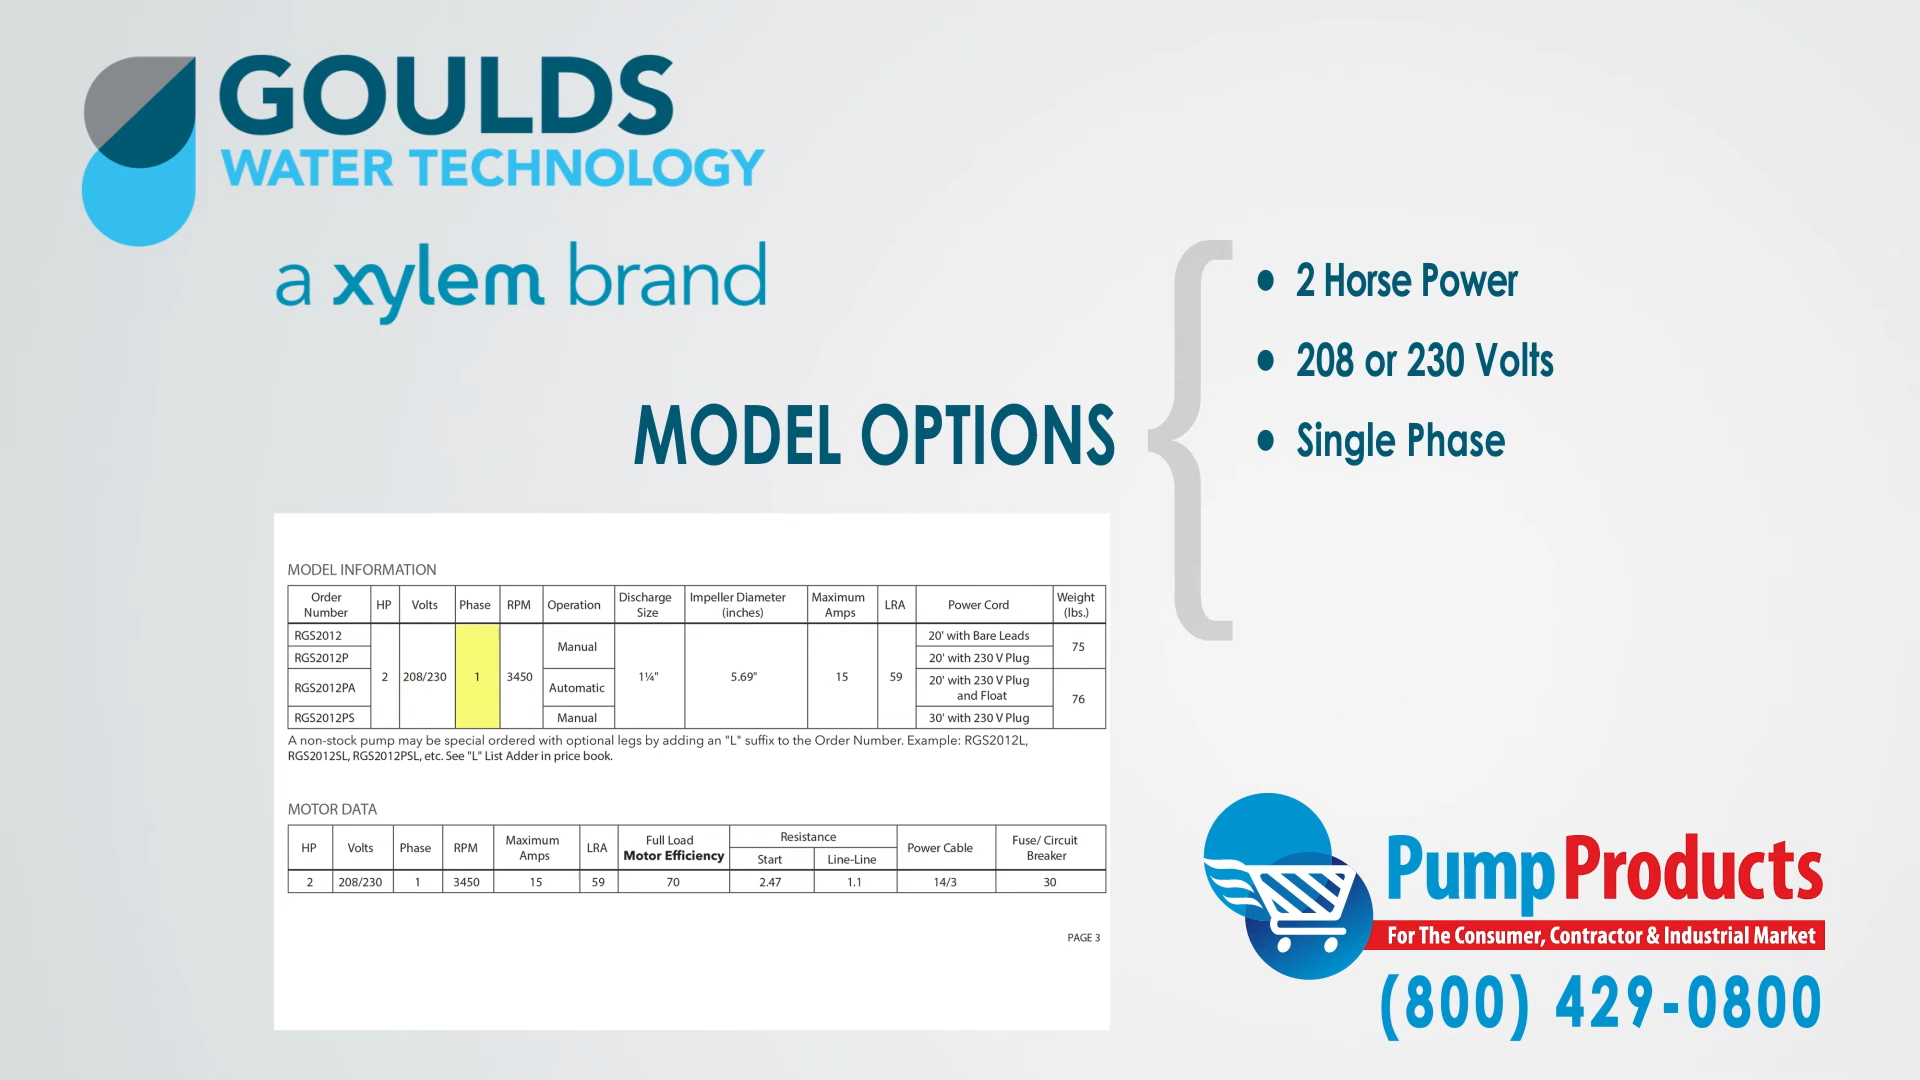 GOULDS
WATER TECHNOLOGY
a xylem brand
MODEL OPTIONS
• 2 Horse Power
• 208 or 230 Volts
• Single Phase
MODEL INFORMATION
Order Number HP Volts Phase RPM Operation Discharge Size Impeller Diameter (inches) Maximum Amps LRA Power Cord Weight (lbs.)
RGS2012 2 208/230 1 3450 Manual 1¼" 5.69" 15 59 20' with Bare Leads 75
RGS2012P 20' with 230 V Plug
RGS2012PA Automatic 20' with 230 V Plug and Float 76
RGS2012PS Manual 30' with 230 V Plug
A non-stock pump may be special ordered with optional legs by adding an "L" suffix to the Order Number. Example: RGS2012L,
RGS2012SL, RGS2012PSL, etc. See "L" List Adder in price book.
MOTOR DATA
HP Volts Phase RPM Maximum Amps LRA Full Load Motor Efficiency Resistance Start Line-Line Power Cable Fuse/ Circuit Breaker
2 208/230 1 3450 15 59 70 2.47 1.1 14/3 30
PAGE 3
Pump Products
For The Consumer, Contractor & Industrial Market
(800) 429-0800